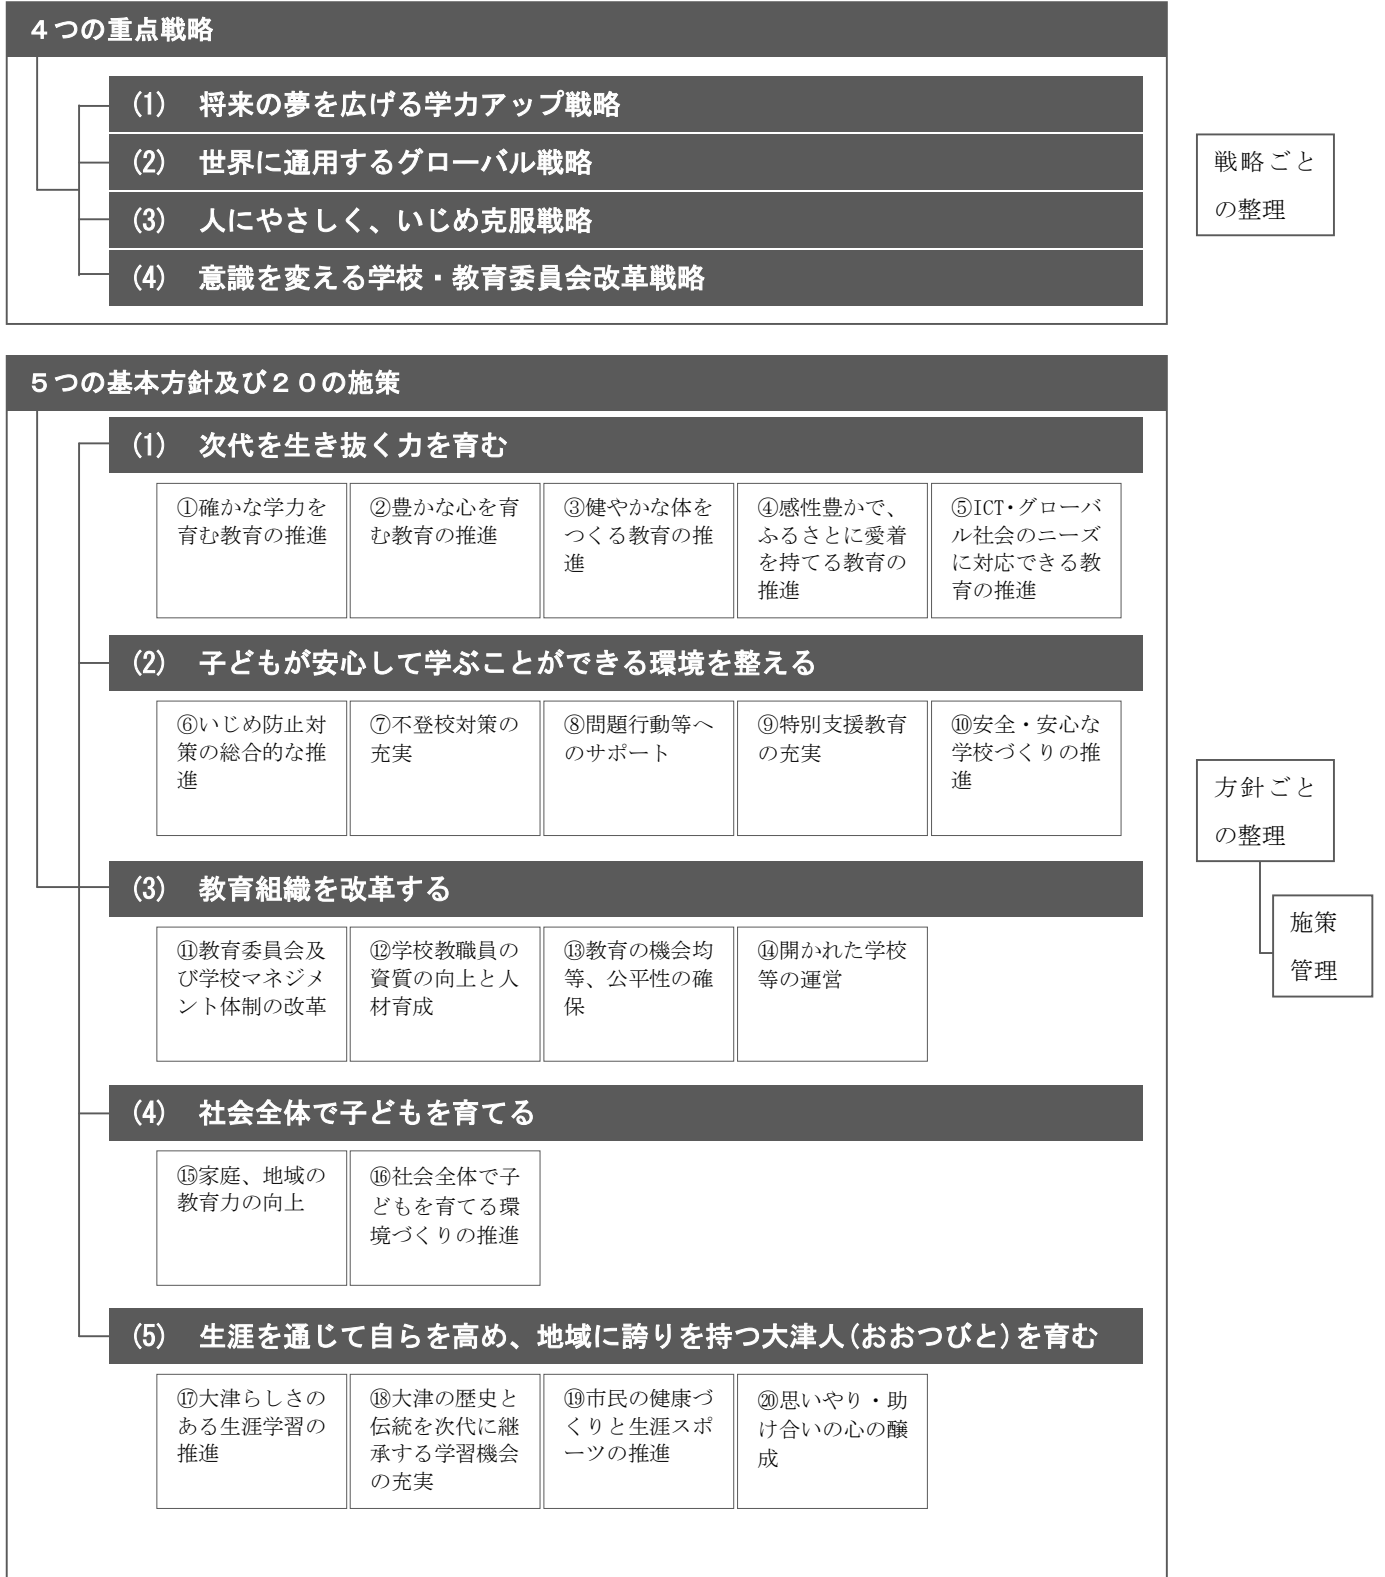 ４つの重点戦略
(1)　将来の夢を広げる学力アップ戦略
(2)　世界に通用するグローバル戦略
(3)　人にやさしく、いじめ克服戦略
(4)　意識を変える学校・教育委員会改革戦略
戦略ごと
の整理
５つの基本方針及び２０の施策
(1)　次代を生き抜く力を育む
①確かな学力を
育む教育の推進
②豊かな心を育
む教育の推進
③健やかな体を
つくる教育の推
進
④感性豊かで、
ふるさとに愛着
を持てる教育の
推進
⑤ICT・グローバ
ル社会のニーズ
に対応できる教
育の推進
(2)　子どもが安心して学ぶことができる環境を整える
⑥いじめ防止対
策の総合的な推
進
⑦不登校対策の
充実
⑧問題行動等へ
のサポート
⑨特別支援教育
の充実
⑩安全・安心な
学校づくりの推
進
方針ごと
の整理
施策
管理
(3)　教育組織を改革する
⑪教育委員会及
び学校マネジメ
ント体制の改革
⑫学校教職員の
資質の向上と人
材育成
⑬教育の機会均
等、公平性の確
保
⑭開かれた学校
等の運営
(4)　社会全体で子どもを育てる
⑮家庭、地域の
教育力の向上
⑯社会全体で子
どもを育てる環
境づくりの推進
(5)　生涯を通じて自らを高め、地域に誇りを持つ大津人(おおつびと)を育む
⑰大津らしさの
ある生涯学習の
推進
⑱大津の歴史と
伝統を次代に継
承する学習機会
の充実
⑲市民の健康づ
くりと生涯スポ
ーツの推進
⑳思いやり・助
け合いの心の醸
成